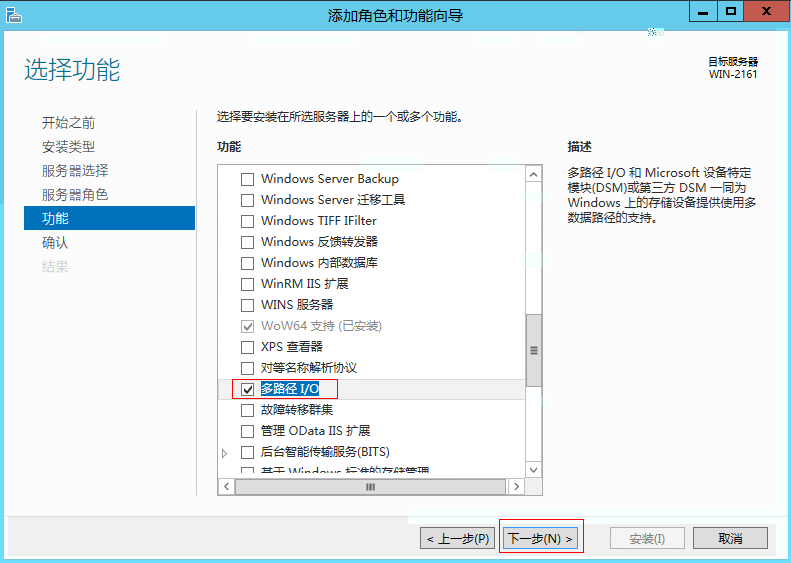 添加角色和功能向导
选择功能
目标服务器
WIN-2161
开始之前
安装类型
服务器选择
服务器角色
功能
确认
结果
选择要安装在所选服务器上的一个或多个功能。
功能
Windows Server Backup
Windows Server 迁移工具
Windows TIFF IFilter
Windows 反馈转发器
Windows 内部数据库
WinRM IIS 扩展
WINS 服务器
WoW64 支持 (已安装)
XPS 查看器
对等名称解析协议
多路径 I/O
故障转移群集
管理 OData IIS 扩展
后台智能传输服务(BITS)
基于 Windows 标准的存储管理
描述
多路径 I/O 和 Microsoft 设备特定
模块(DSM)或第三方 DSM 一同为
Windows 上的存储设备提供使用多
数据路径的支持。
< 上一步(P)
下一步(N) >
安装(I)
取消